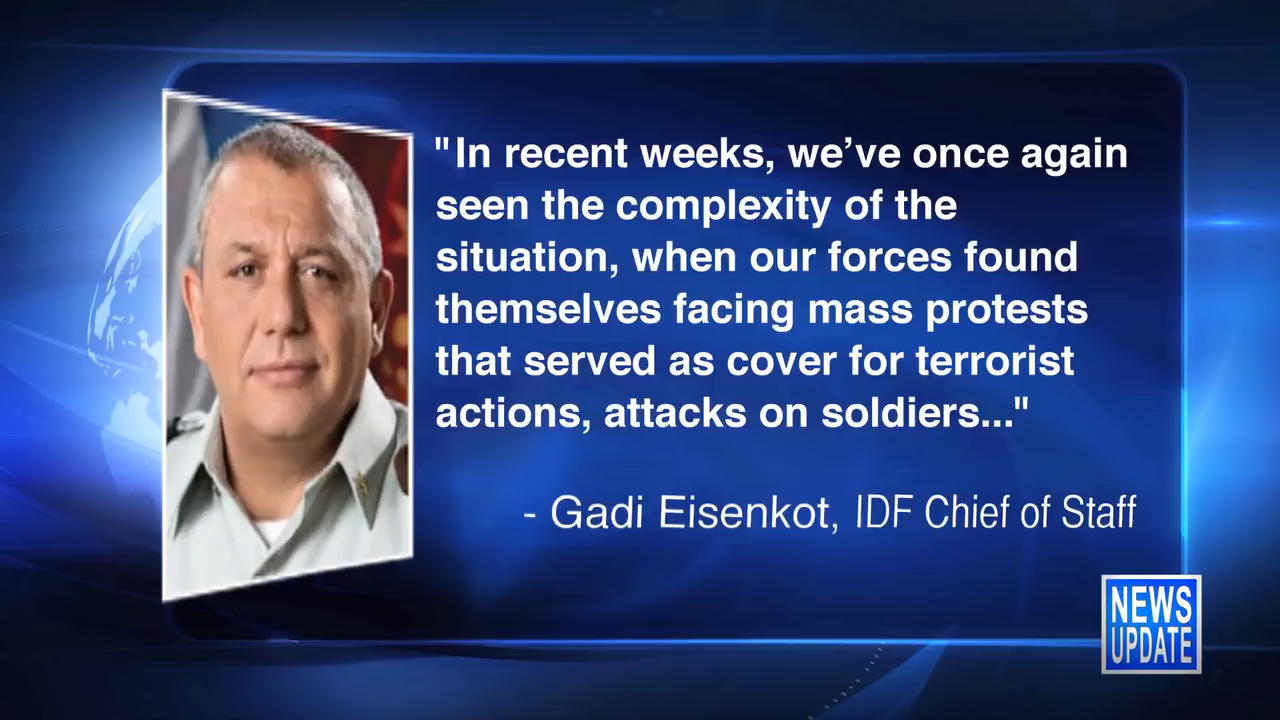 "In recent weeks, we’ve once again
seen the complexity of the
situation, when our forces found
themselves facing mass protests
that served as cover for terrorist
actions, attacks on soldiers..."
- Gadi Eisenkot, IDF Chief of Staff
NEWS
UPDATE